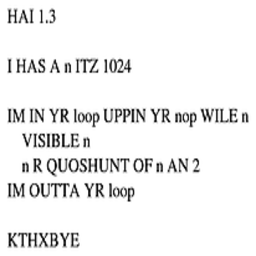 HAI 1.3
I HAS A n ITZ 1024
IM IN YR loop UPPIN YR nop WILE n
VISIBLE n
n R QUOSHUNT OF n AN 2
IM OUTTA YR loop
KTHXBYE